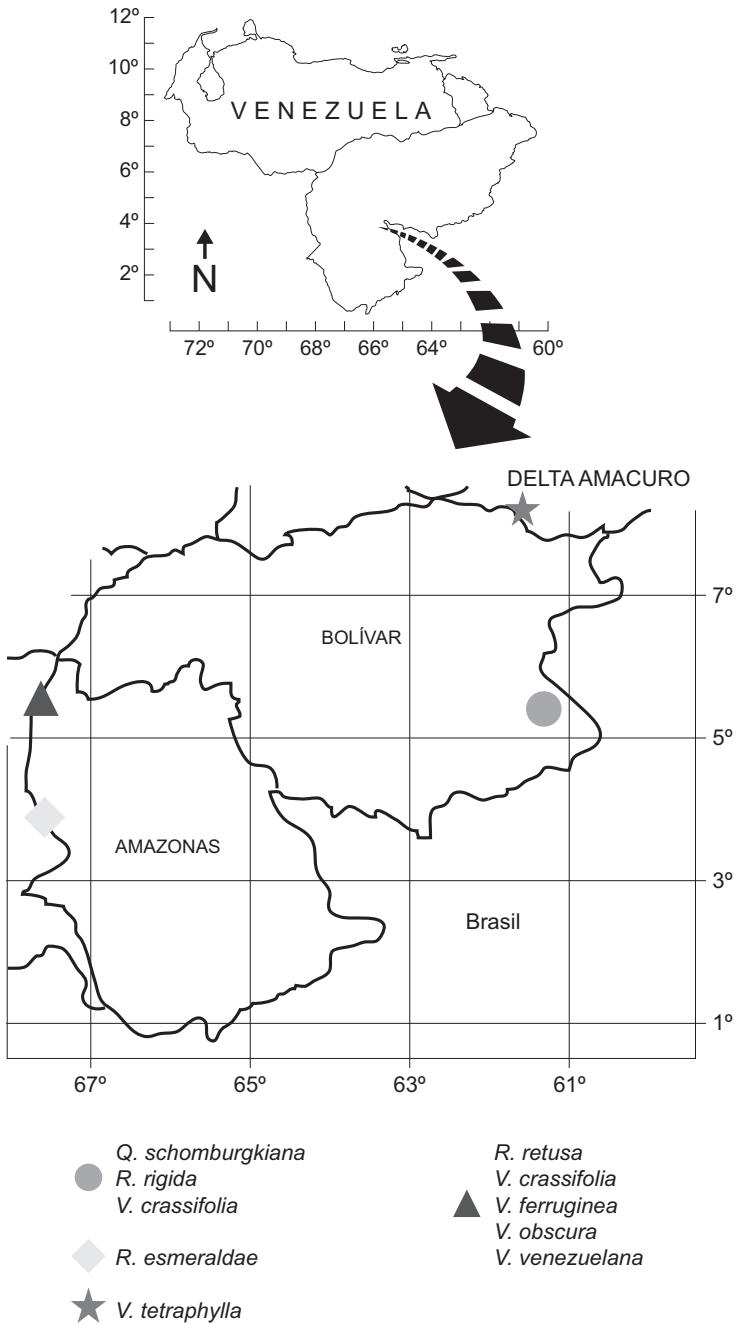 12º
10º
VENEZUELA
8º
6º
4º
2º
N
72º 70º 68º 66º 64º 60º
DELTA AMACURO
7º
BOLÍVAR
5º
AMAZONAS
3º
Brasil
1º
67º 65º 63º 61º
Q. schomburgkiana
R. rigida
V. crassifolia
R. esmeraldae
V. tetraphylla
R. retusa
V. crassifolia
V. ferruginea
V. obscura
V. venezuelana